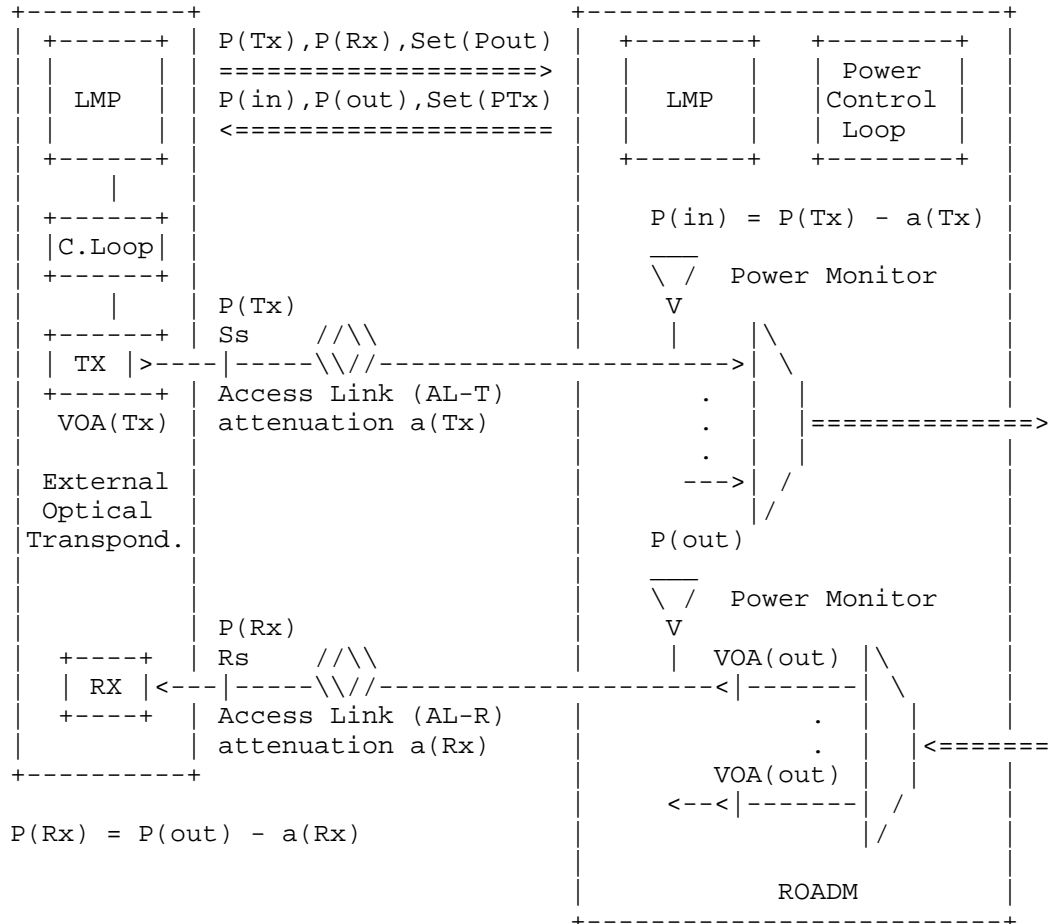 P(Tx),P(Rx),Set(Pout)
Power
LMP P(in),P(out),Set(PTx) LMP Control
Loop
P(in) = P(Tx) - a(Tx)
C.Loop
Power Monitor
P(Tx) V
Ss
TX
Access Link (AL-T)
VOA(Tx) attenuation a(Tx)
External
Optical
Transpond. P(out)
Power Monitor
P(Rx) V
Rs VOA(out)
RX
Access Link (AL-R)
attenuation a(Rx)
VOA(out)
P(Rx) = P(out) - a(Rx)
ROADM